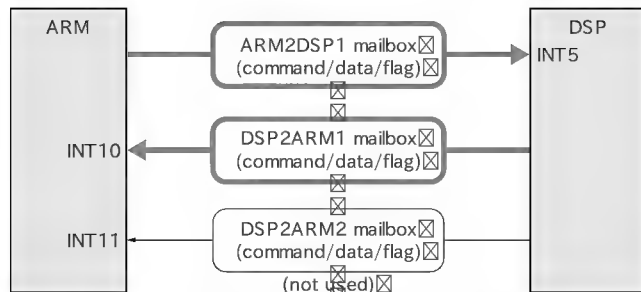 ARM
DSP
ARM2DSP1 mailbox
(command/data/flag)
INT5
DSP2ARM1 mailbox
(command/data/flag)
INT10
DSP2ARM2 mailbox
(command/data/flag)
INT11
(not used)